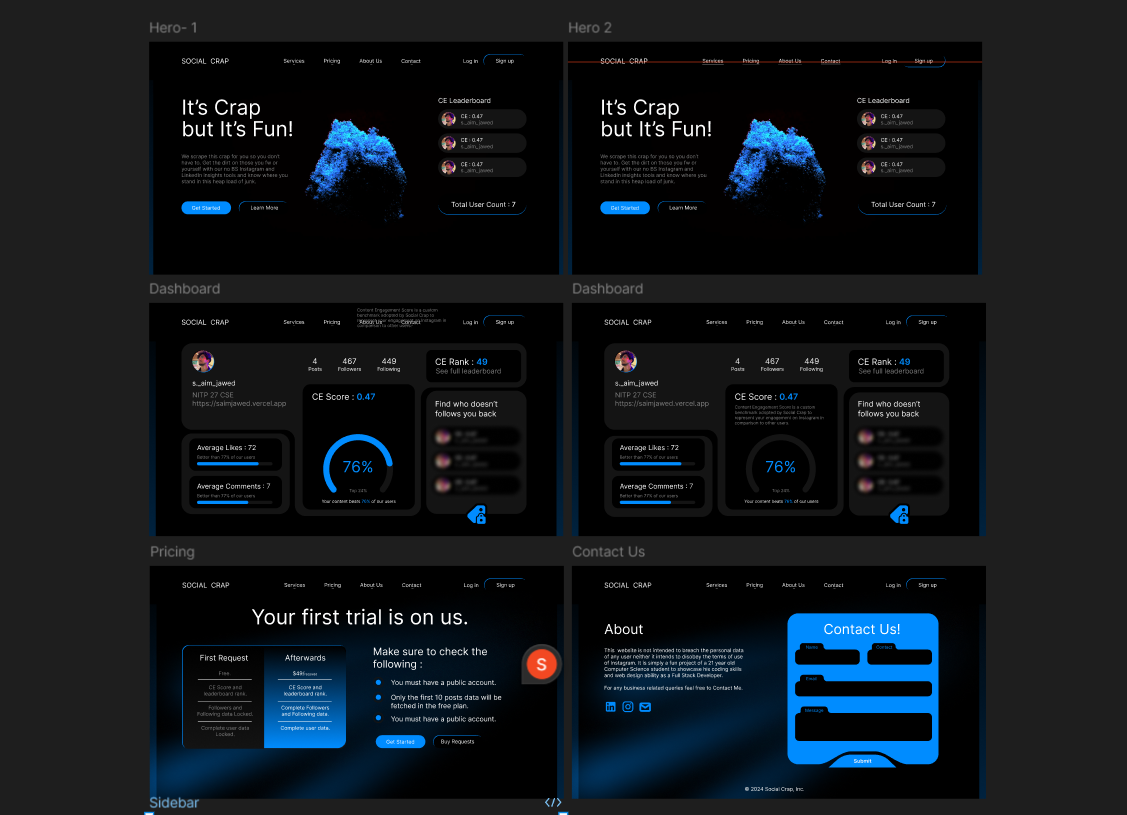 Hero- 1
SOCIAL CRAP
Services
Pricing
About Us
Contact
Log in
Sign up
It's Crap
but It's Fun!
We scrape this crap for you so you don't
have to. Get the dirt on those you fw or
yourself with our no BS Instagram and
LinkedIn Insights tools and know where you
stand in this heap load of junk.
Get Started
Learn More
CE Leaderboard
CE : 0.47
s._aim_jawed
CE : 0.47
s._aim_jawed
CE : 0.47
s._aim_jawed
Total User Count : 7
Hero 2
SOCIAL CRAP
Services
Pricing
About Us
Contact
Log in
Sign up
It's Crap
but It's Fun!
We scrape this crap for you so you don't
have to. Get the dirt on those you fw or
yourself with our no BS Instagram and
LinkedIn Insights tools and know where you
stand in this heap load of junk.
Get Started
Learn More
CE Leaderboard
CE : 0.47
s._aim_jawed
CE : 0.47
s._aim_jawed
CE : 0.47
s._aim_jawed
Total User Count : 7
Dashboard
Content Engagement Score is a custom
benchmark adopted by Social Crap to
comparison to other users
SOCIAL CRAP
Services
Pricing
About Us
Contact
Log in
Sign up
s._aim_jawed
NITP 27 CSE
https://saimjawed.vercel.app
4
Posts
467
Followers
449
Following
CE Rank : 49
See full leaderboard
CE Score : 0.47
76%
Top 24%
Your content beats 76% of our users
Average Likes : 72
Better than 77% of our users
Average Comments : 7
Better than 77% of our users
Find who doesn't
follows you back
Dashboard
SOCIAL CRAP
Services
Pricing
About Us
Contact
Log in
Sign up
s._aim_jawed
NITP 27 CSE
https://saimjawed.vercel.app
4
Posts
467
Followers
449
Following
CE Rank : 49
See full leaderboard
CE Score : 0.47
Content Engagement Score is a custom
benchmark adopted by Social Crap to
represent your engagement on Instagram in
comparison to other users
76%
Top 24%
Your content beats 76% of our users
Average Likes : 72
Better than 77% of our users
Average Comments : 7
Better than 77% of our users
Find who doesn't
follows you back
Pricing
SOCIAL CRAP
Services
Pricing
About Us
Contact
Log in
Sign up
Your first trial is on us.
First Request
Free.
CE Score and
leaderboard rank.
Followers and
Following data Locked.
Complete user data
Locked.
Afterwards
CE Score and
leaderboard rank.
Complete Followers
and Following data.
Complete user data.
Make sure to check the
following :
You must have a public account.
Only the first 10 posts data will be
fetched in the free plan.
You must have a public account.
Get Started
Buy Requests
S
Contact Us
SOCIAL CRAP
Services
Pricing
About Us
Contact
Log in
Sign up
About
This website is not intended to breach the personal data
of any user neither it intends to disobey the terms of use
of Instagram. It is simply a fun project of a 21 year old
Computer Science student to showcase his coding skills
and web design ability as a Full Stack Developer.
For any business related queries feel free to Contact Me.
Contact Us!
Name
Contact
Email
Message
Submit
© 2024 Social Crap, Inc.
Sidebar